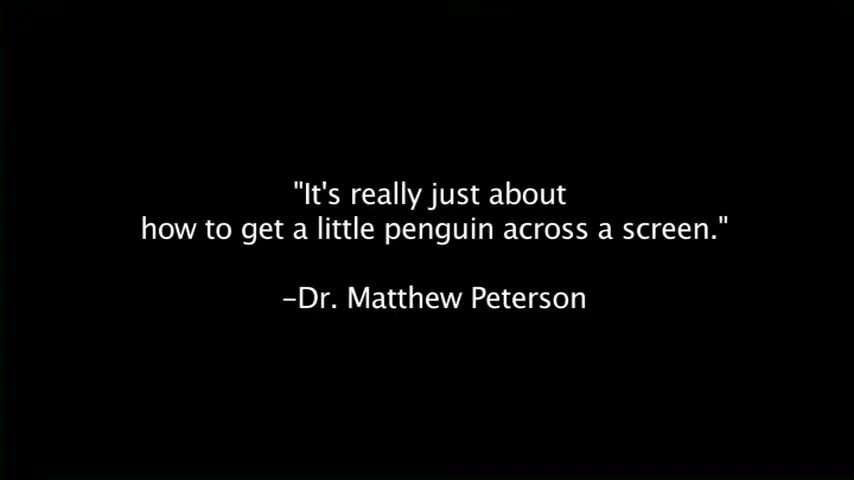 "It's really just about
how to get a little penguin across a screen."
–Dr. Matthew Peterson